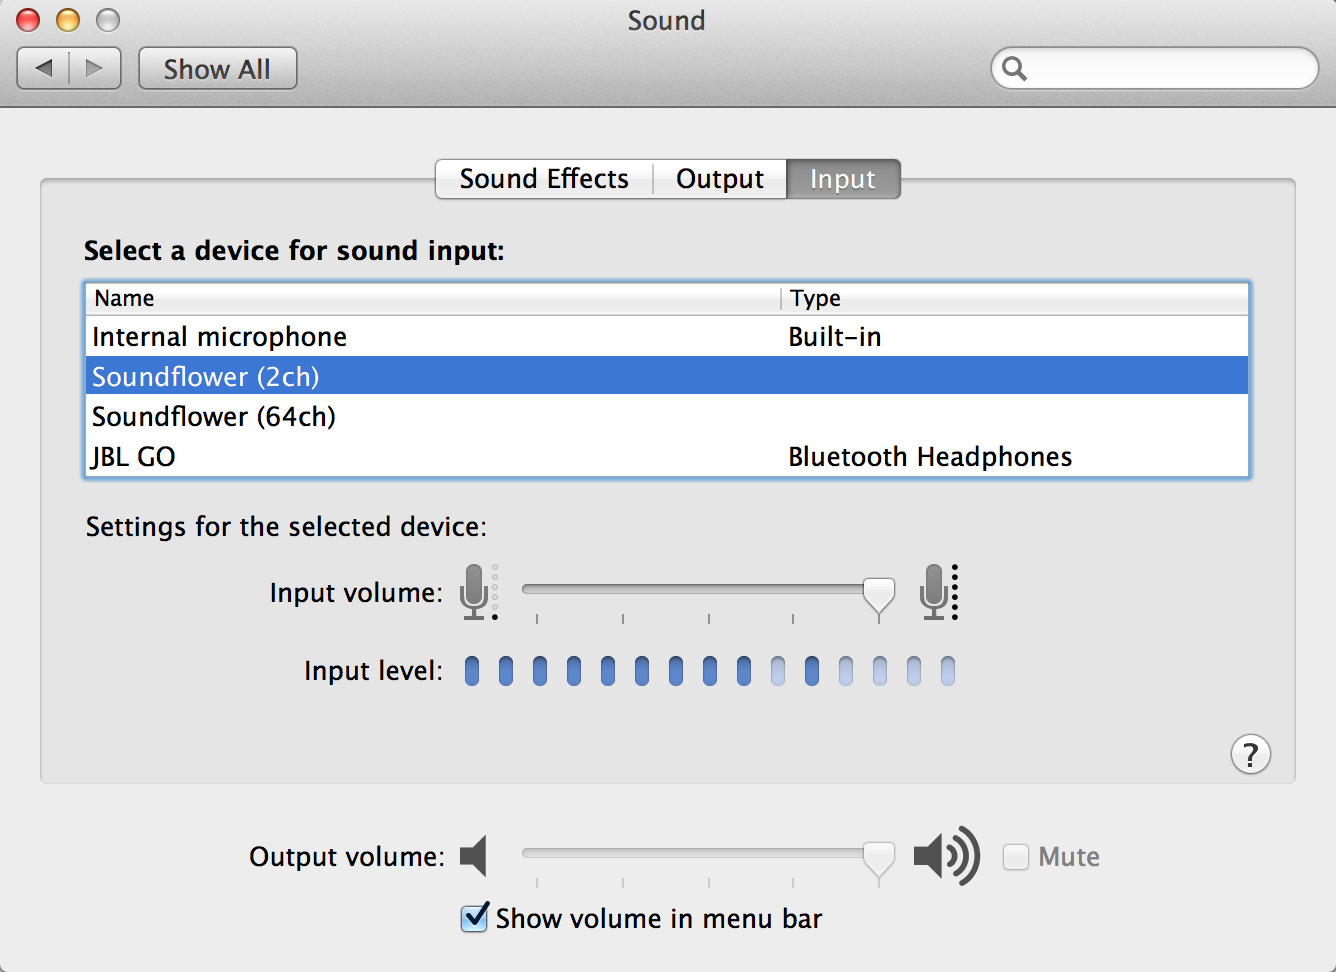 Sound
Show All
Sound Effects Output Input
Select a device for sound input:
Name Type
Internal microphone Built-in
Soundflower (2ch)
Soundflower (64ch)
JBL GO Bluetooth Headphones
Settings for the selected device:
Input volume:
Input level:
?
Output volume: Mute
Show volume in menu bar